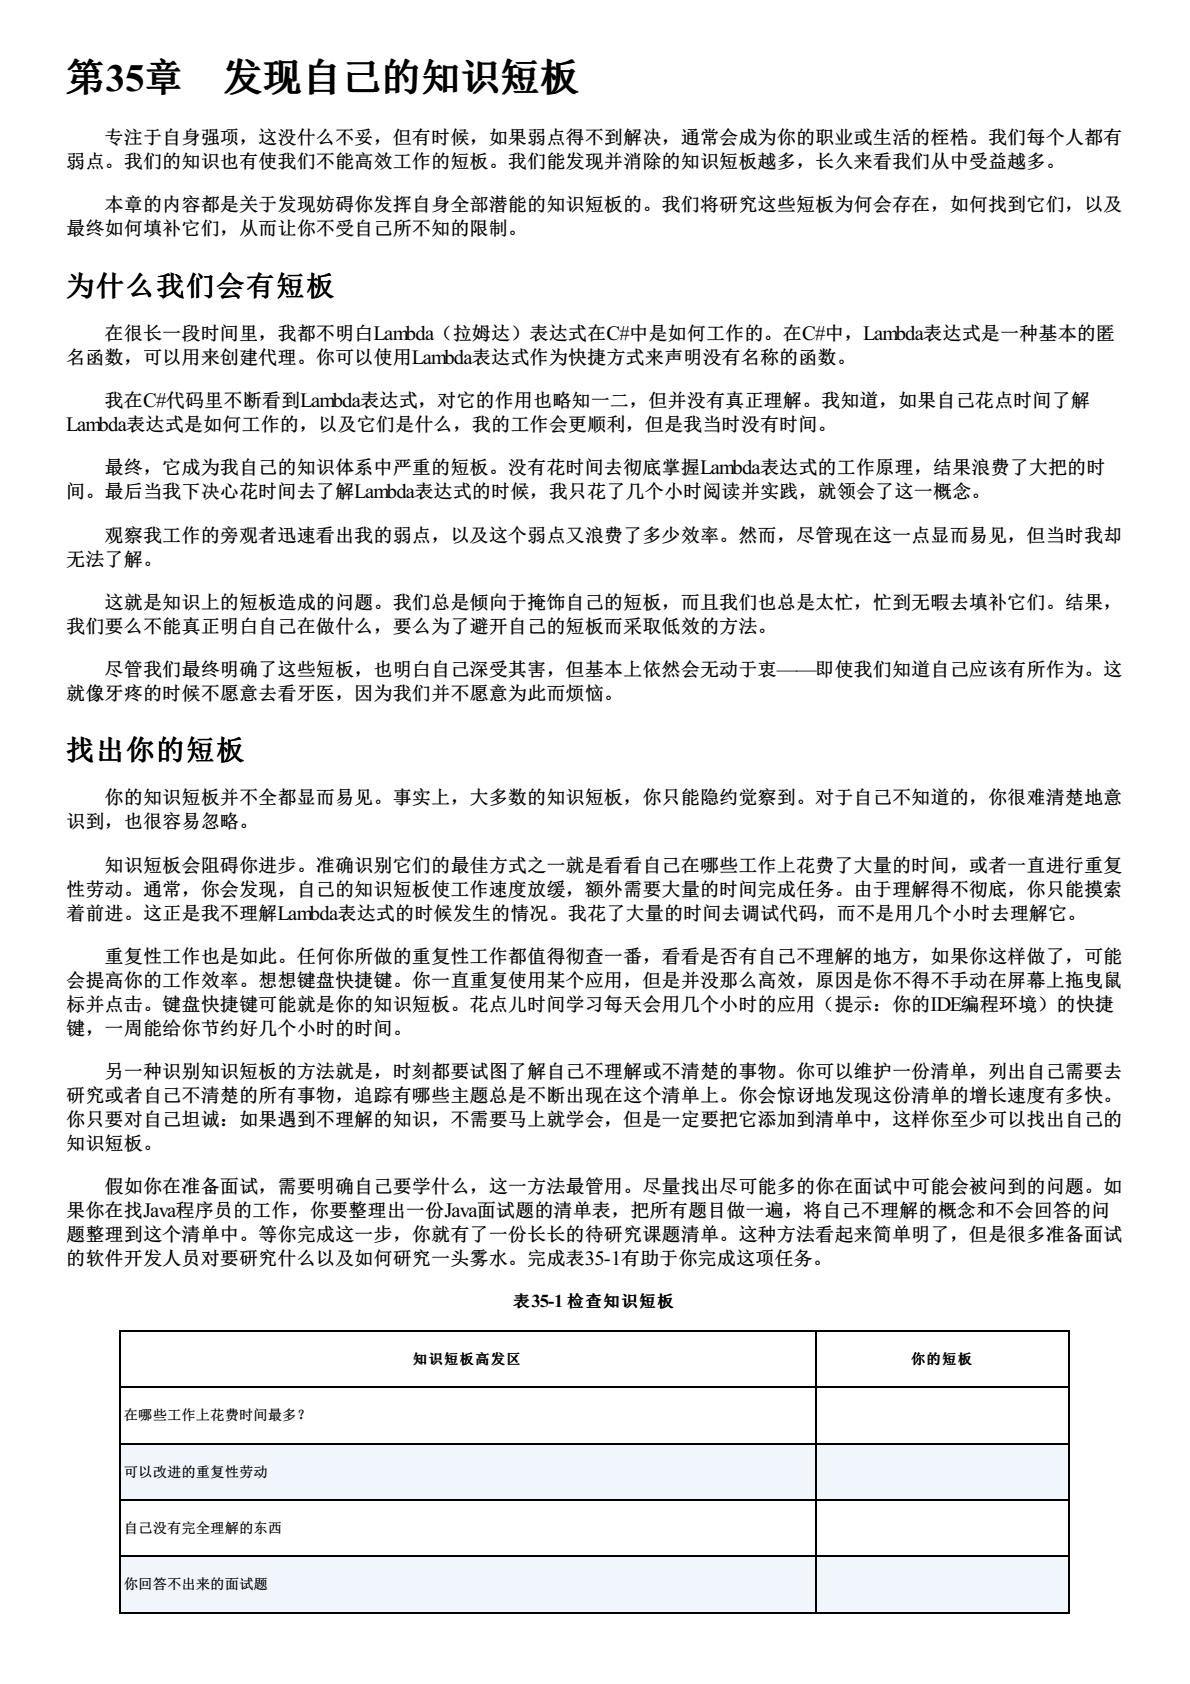 第35章　发现自己的知识短板
专注于自身强项，这没什么不妥，但有时候，如果弱点得不到解决，通常会成为你的职业或生活的桎梏。我们每个人都有
弱点。我们的知识也有使我们不能高效工作的短板。我们能发现并消除的知识短板越多，长久来看我们从中受益越多。
本章的内容都是关于发现妨碍你发挥自身全部潜能的知识短板的。我们将研究这些短板为何会存在，如何找到它们，以及
最终如何填补它们，从而让你不受自己所不知的限制。
为什么我们会有短板
在很长一段时间里，我都不明白Lambda（拉姆达）表达式在C#中是如何工作的。在C#中，Lambda表达式是一种基本的匿
名函数，可以用来创建代理。你可以使用Lambda表达式作为快捷方式来声明没有名称的函数。
我在C#代码里不断看到Lambda表达式，对它的作用也略知一二，但并没有真正理解。我知道，如果自己花点时间了解
Lambda表达式是如何工作的，以及它们是什么，我的工作会更顺利，但是我当时没有时间。
最终，它成为我自己的知识体系中严重的短板。没有花时间去彻底掌握Lambda表达式的工作原理，结果浪费了大把的时
间。最后当我下决心花时间去了解Lambda表达式的时候，我只花了几个小时阅读并实践，就领会了这一概念。
观察我工作的旁观者迅速看出我的弱点，以及这个弱点又浪费了多少效率。然而，尽管现在这一点显而易见，但当时我却
无法了解。
这就是知识上的短板造成的问题。我们总是倾向于掩饰自己的短板，而且我们也总是太忙，忙到无暇去填补它们。结果，
我们要么不能真正明白自己在做什么，要么为了避开自己的短板而采取低效的方法。
尽管我们最终明确了这些短板，也明白自己深受其害，但基本上依然会无动于衷——即使我们知道自己应该有所作为。这
就像牙疼的时候不愿意去看牙医，因为我们并不愿意为此而烦恼。
找出你的短板
你的知识短板并不全都显而易见。事实上，大多数的知识短板，你只能隐约觉察到。对于自己不知道的，你很难清楚地意
识到，也很容易忽略。
知识短板会阻碍你进步。准确识别它们的最佳方式之一就是看看自己在哪些工作上花费了大量的时间，或者一直进行重复
性劳动。通常，你会发现，自己的知识短板使工作速度放缓，额外需要大量的时间完成任务。由于理解得不彻底，你只能摸索
着前进。这正是我不理解Lambda表达式的时候发生的情况。我花了大量的时间去调试代码，而不是用几个小时去理解它。
重复性工作也是如此。任何你所做的重复性工作都值得彻查一番，看看是否有自己不理解的地方，如果你这样做了，可能
会提高你的工作效率。想想键盘快捷键。你一直重复使用某个应用，但是并没那么高效，原因是你不得不手动在屏幕上拖曳鼠
标并点击。键盘快捷键可能就是你的知识短板。花点儿时间学习每天会用几个小时的应用（提示：你的IDE编程环境）的快捷
键，一周能给你节约好几个小时的时间。
另一种识别知识短板的方法就是，时刻都要试图了解自己不理解或不清楚的事物。你可以维护一份清单，列出自己需要去
研究或者自己不清楚的所有事物，追踪有哪些主题总是不断出现在这个清单上。你会惊讶地发现这份清单的增长速度有多快。
你只要对自己坦诚：如果遇到不理解的知识，不需要马上就学会，但是一定要把它添加到清单中，这样你至少可以找出自己的
知识短板。
假如你在准备面试，需要明确自己要学什么，这一方法最管用。尽量找出尽可能多的你在面试中可能会被问到的问题。如
果你在找Java程序员的工作，你要整理出一份Java面试题的清单表，把所有题目做一遍，将自己不理解的概念和不会回答的问
题整理到这个清单中。等你完成这一步，你就有了一份长长的待研究课题清单。这种方法看起来简单明了，但是很多准备面试
的软件开发人员对要研究什么以及如何研究一头雾水。完成表35-1有助于你完成这项任务。
表35-1 检查知识短板
知识短板高发区 你的短板
在哪些工作上花费时间最多？
可以改进的重复性劳动
自己没有完全理解的东西
你回答不出来的面试题